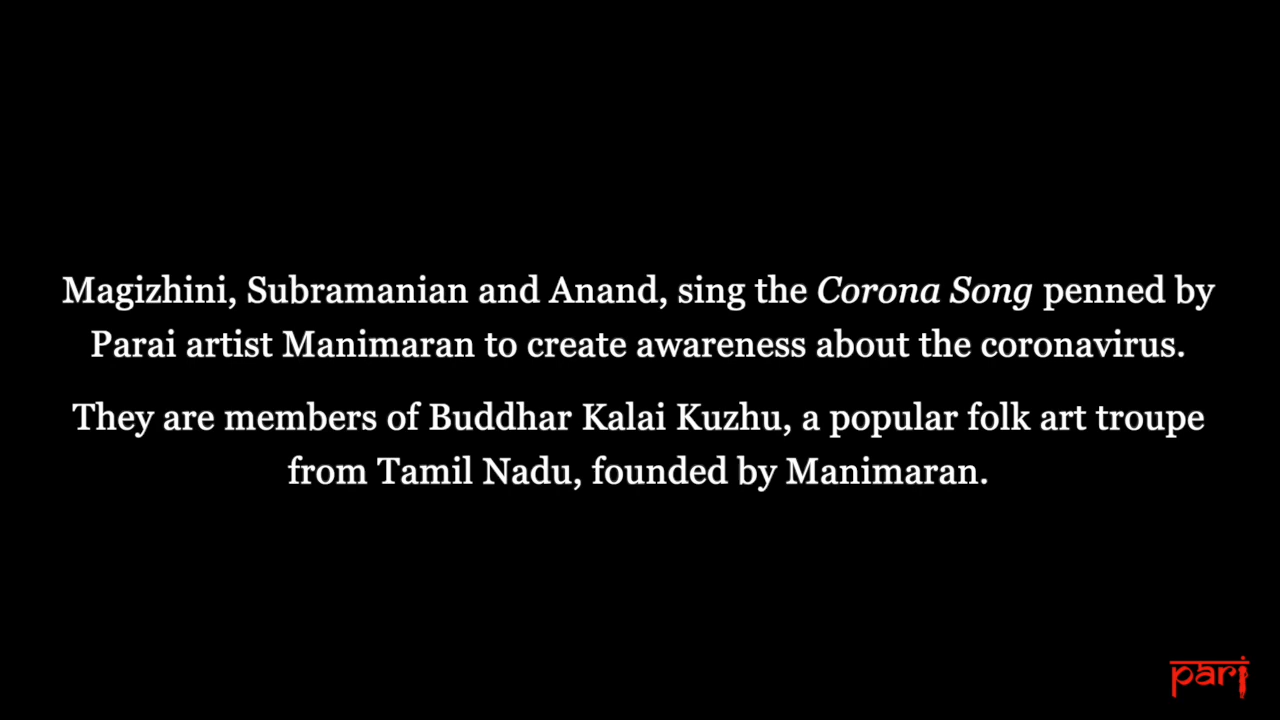 Magizhini, Subramanian and Anand, sing the Corona Song penned by
Parai artist Manimaran to create awareness about the coronavirus.
They are members of Buddhar Kalai Kuzhu, a popular folk art troupe
from Tamil Nadu, founded by Manimaran.
pari